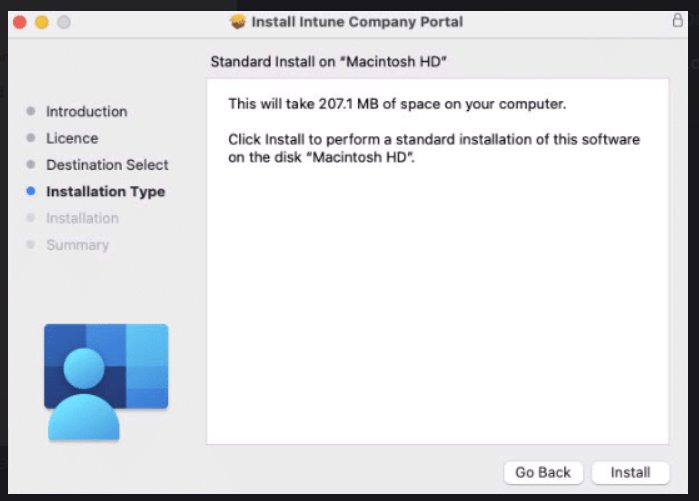 Install Intune Company Portal
Standard Install on “Macintosh HD”
Introduction
Licence
Destination Select
Installation Type
Installation
Summary
This will take 207.1 MB of space on your computer.
Click Install to perform a standard installation of this software
on the disk “Macintosh HD”.
Go Back
Install